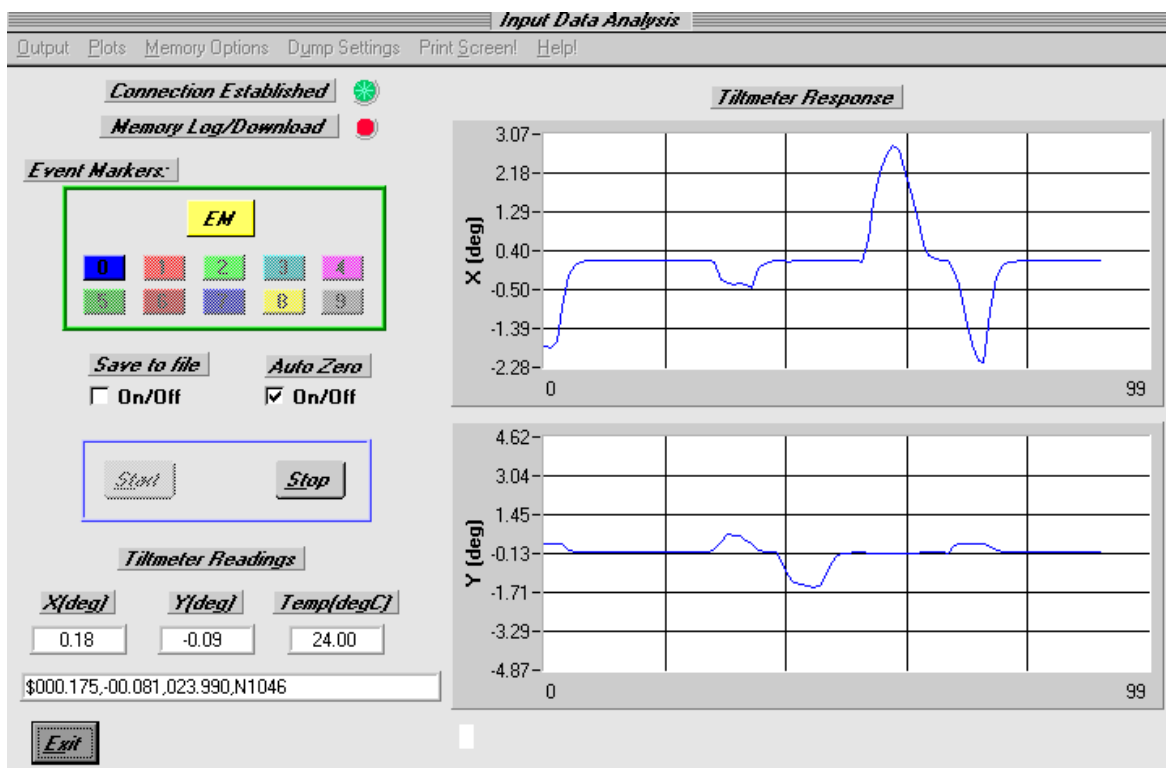 Input Data Analysis
Output Plots Memory Options Dump Settings Print Screen! Help!
Connection Established
Memory Log/Download
Event Markers:
EM
0 1 2 3 4
5 6 7 8 9
Save to file Auto Zero
On/Off On/Off
Start Stop
Tiltmeter Readings
X(deg) Y(deg) Temp(degC)
0.18 -0.09 24.00
$000.175,-00.081,023.990,N1046
Exit
Tiltmeter Response
X (deg)
3.07
2.18
1.29
0.40
-0.50
-1.39
-2.28
0 99
Y (deg)
4.62
3.04
1.45
-0.13
-1.71
-3.29
-4.87
0 99